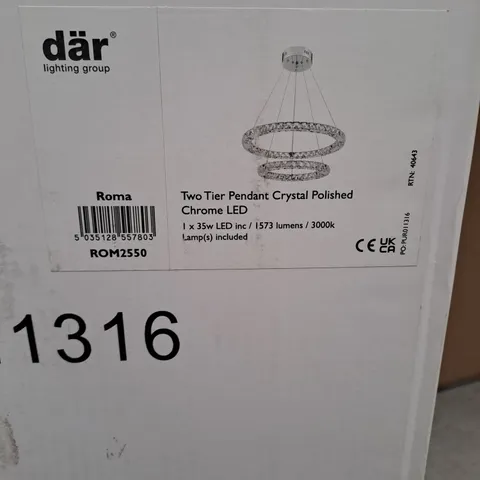 där®
lighting group
Roma
5 035128 557803
ROM2550
Two Tier Pendant Crystal Polished
Chrome LED
1 x 35w LED inc / 1573 lumens / 3000k
Lamp(s) included
CE UK
CA
RTN: 40643
PO:PUR011316
11316